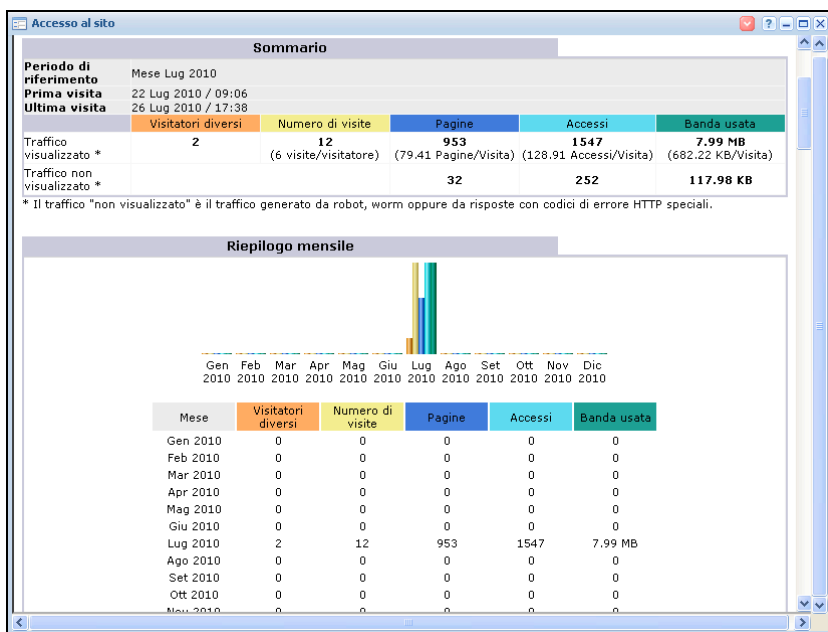 Accesso al sito
Sommario
Periodo di riferimento Mese Lug 2010
Prima visita 22 Lug 2010 / 09:06
Ultima visita 26 Lug 2010 / 17:38
Visitatori diversi Numero di visite Pagine Accessi Banda usata
Traffico visualizzato * 2 12 953 1547 7.99 MB
(6 visite/visitatore) (79.41 Pagine/Visita) (128.91 Accessi/Visita) (682.22 KB/Visita)
Traffico non visualizzato * 32 252 117.98 KB
* Il traffico "non visualizzato" è il traffico generato da robot, worm oppure da risposte con codici di errore HTTP speciali.
Riepilogo mensile
Gen Feb Mar Apr Mag Giu Lug Ago Set Ott Nov Dic
2010 2010 2010 2010 2010 2010 2010 2010 2010 2010 2010 2010
Mese Visitatori diversi Numero di visite Pagine Accessi Banda usata
Gen 2010 0 0 0 0 0
Feb 2010 0 0 0 0 0
Mar 2010 0 0 0 0 0
Apr 2010 0 0 0 0 0
Mag 2010 0 0 0 0 0
Giu 2010 0 0 0 0 0
Lug 2010 2 12 953 1547 7.99 MB
Ago 2010 0 0 0 0 0
Set 2010 0 0 0 0 0
Ott 2010 0 0 0 0 0
Nov 2010 0 0 0 0 0